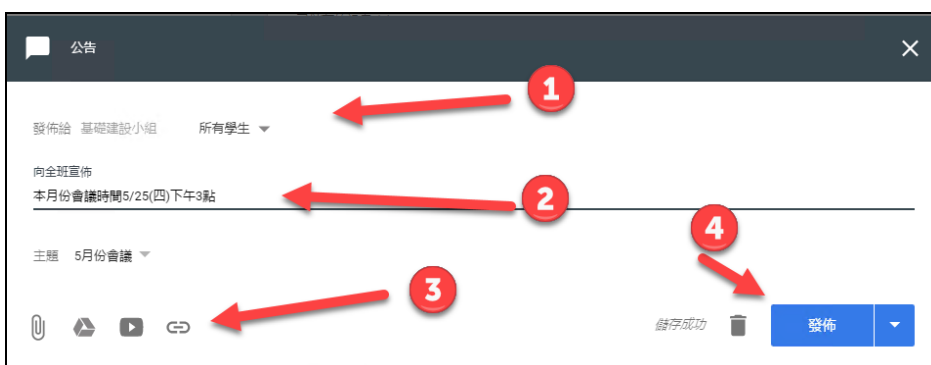 公告
1
發佈給 基礎建設小組 所有學生
向全班宣佈
本月份會議時間5/25(四)下午3點
2
4
主題 5月份會議
3
儲存成功 發佈